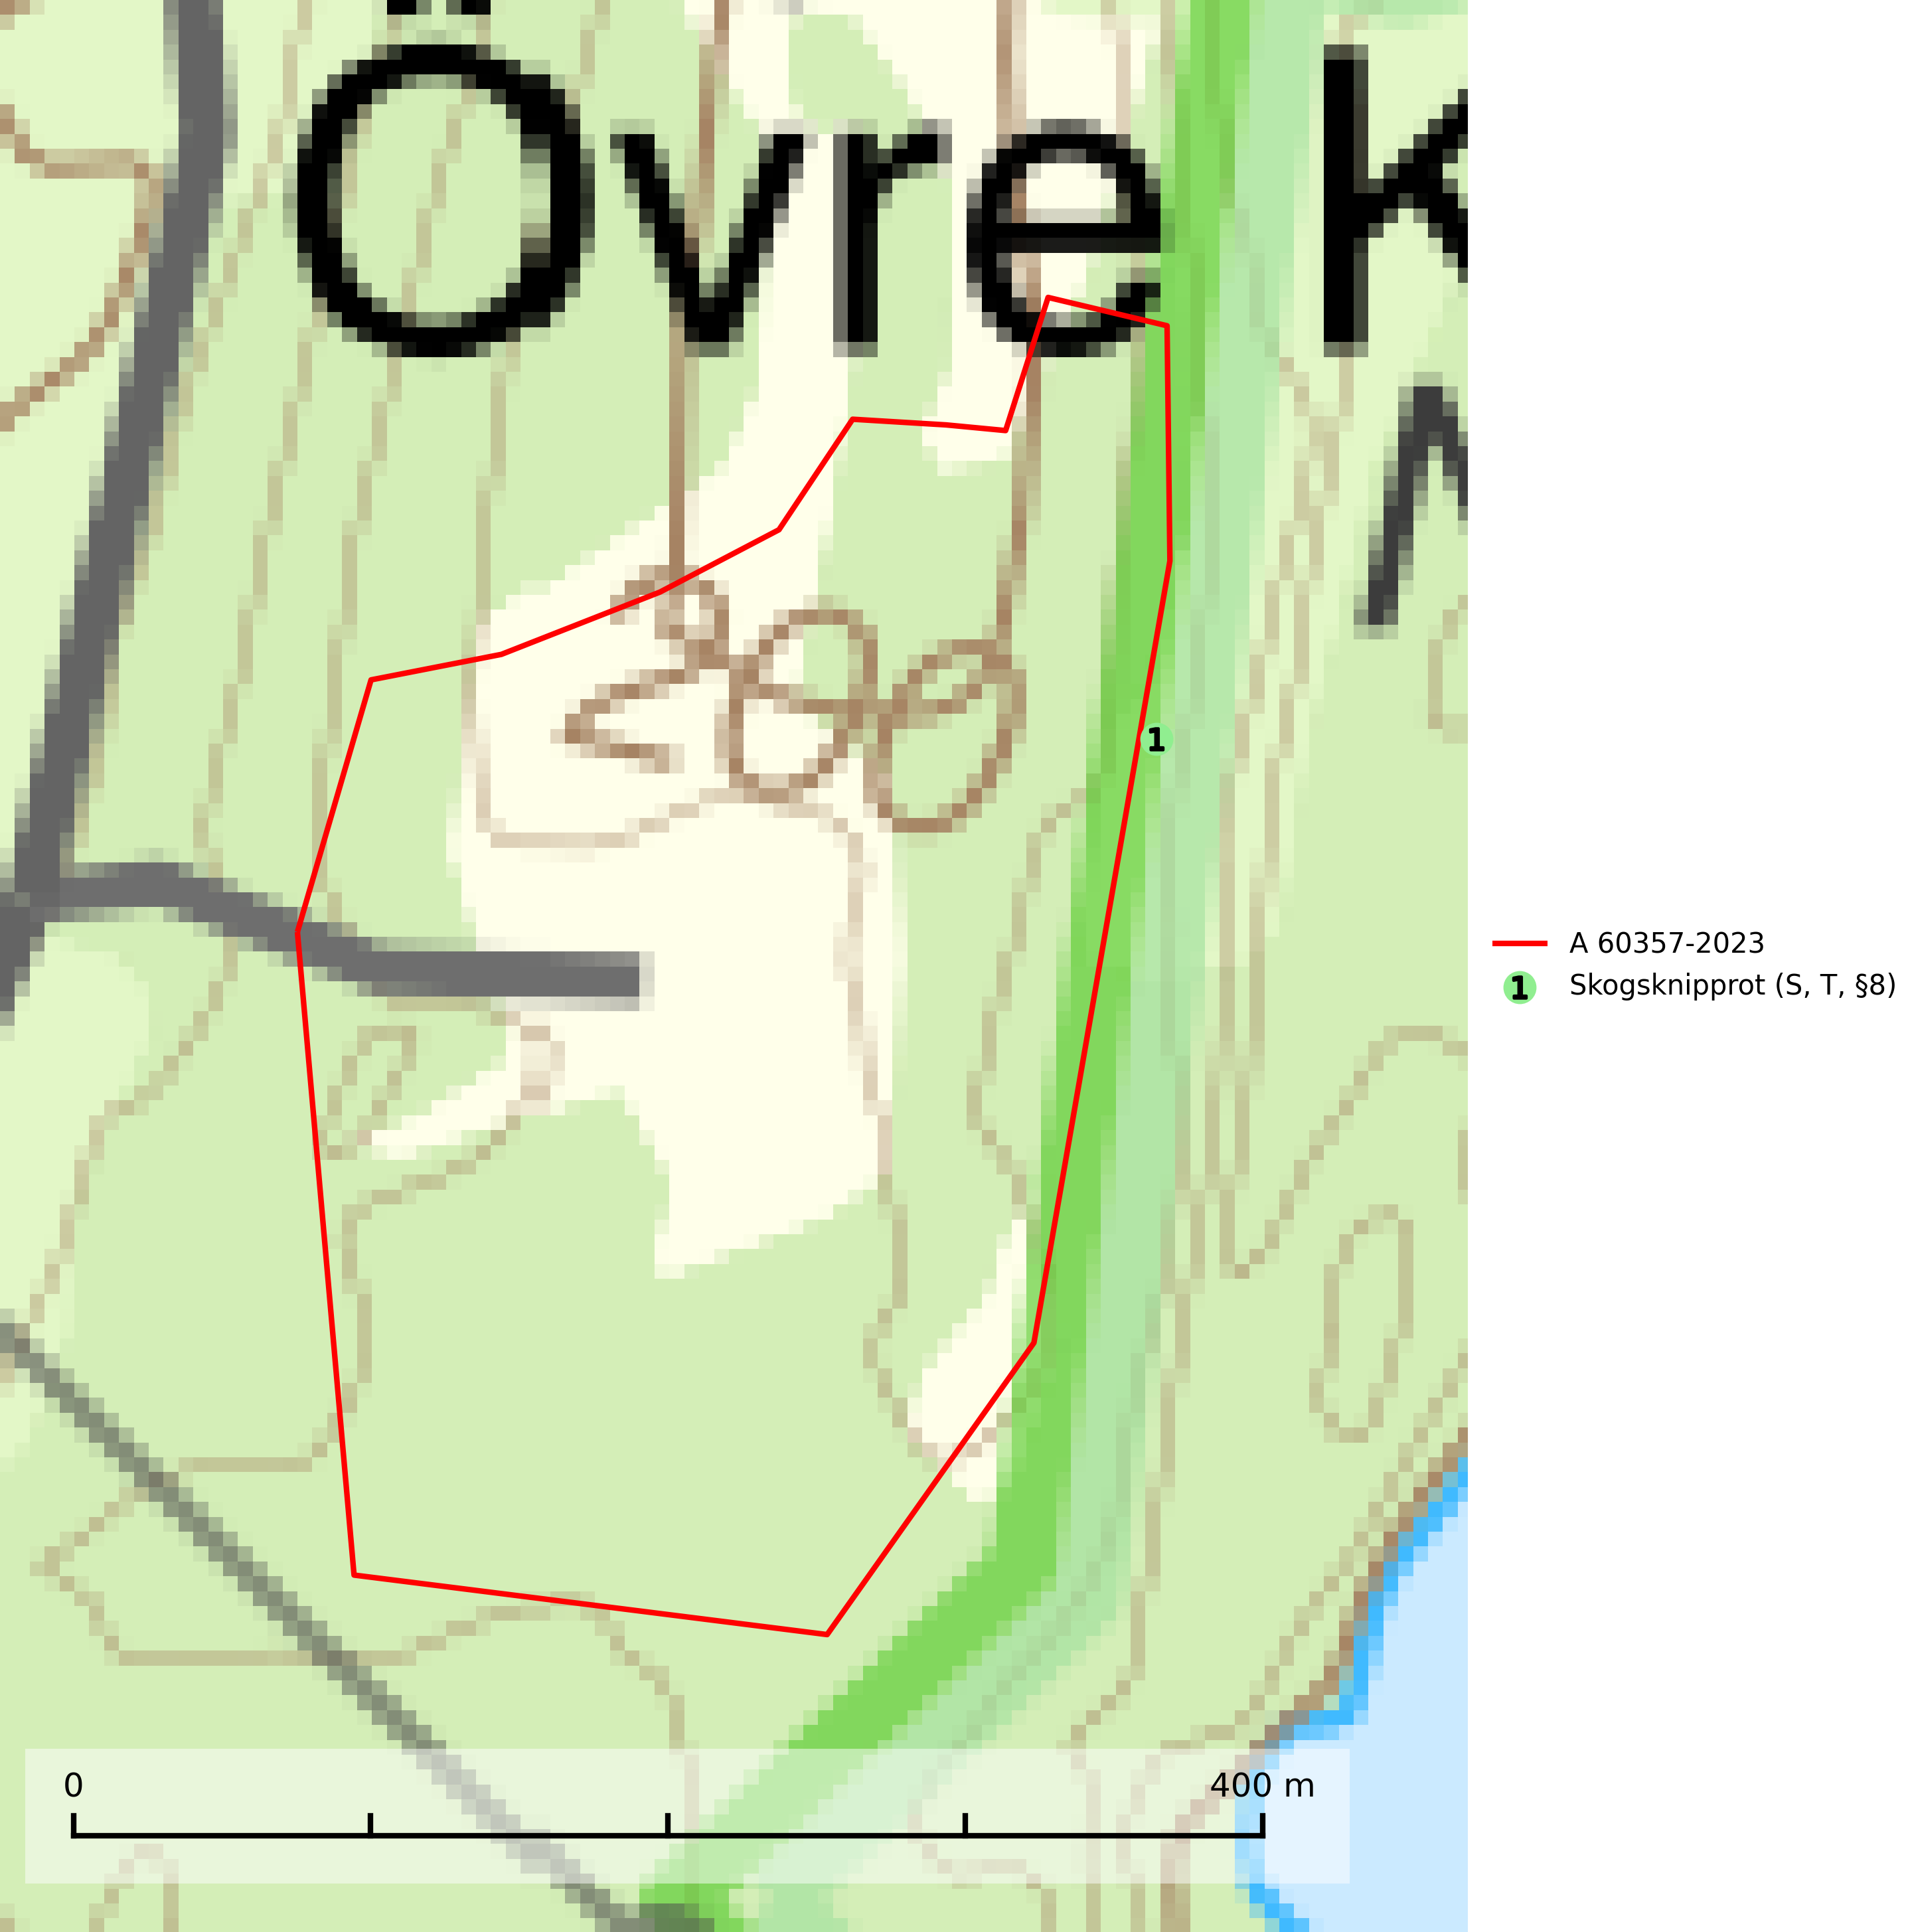 Övre K
A 60357-2023
1 Skogsknipprot (S, T, §8)
1
0 400 m